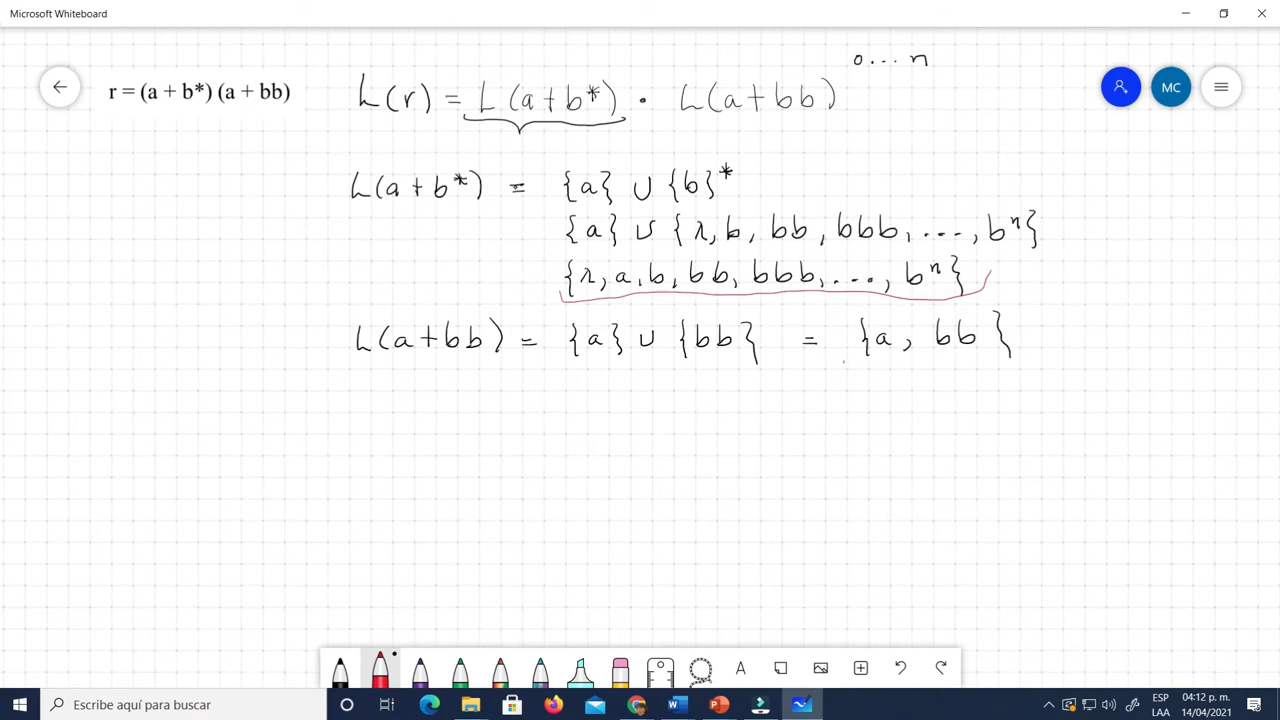 Microsoft Whiteboard
0...n
r = (a + b*) (a + bb)
L(r) = L(a+b*) · L(a+bb)
MC
L(a+b*) = {a} ∪ {b}*
{a} ∪ {λ, b, bb, bbb, ..., bⁿ}
{λ, a, b, bb, bbb, ..., bⁿ}
L(a+bb) = {a} ∪ {bb} = {a, bb}
A
Escribe aquí para buscar
ESP
LAA
04:12 p. m.
14/04/2021